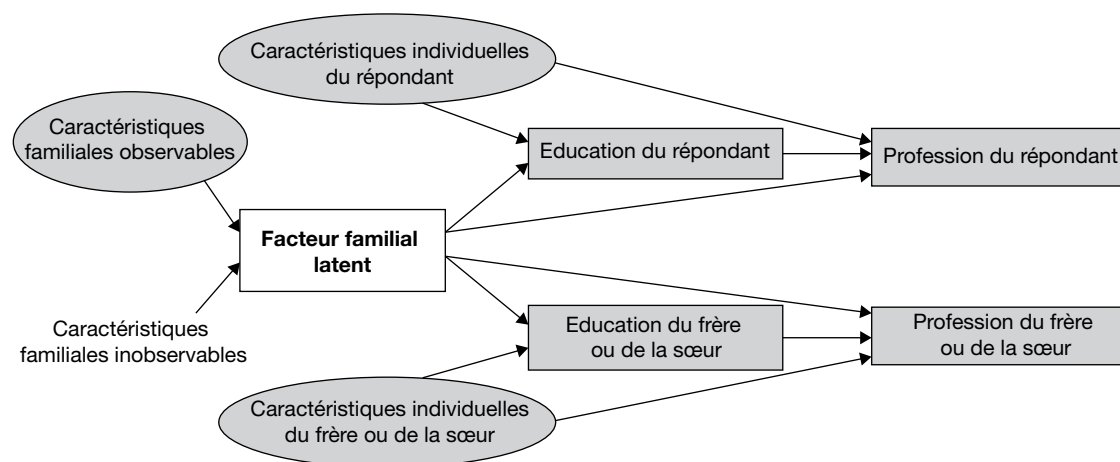 Caractéristiques individuelles
du répondant
Caractéristiques
familiales observables
Education du répondant
Profession du répondant
Facteur familial
latent
Caractéristiques
familiales inobservables
Education du frère
ou de la sœur
Profession du frère
ou de la sœur
Caractéristiques individuelles
du frère ou de la sœur